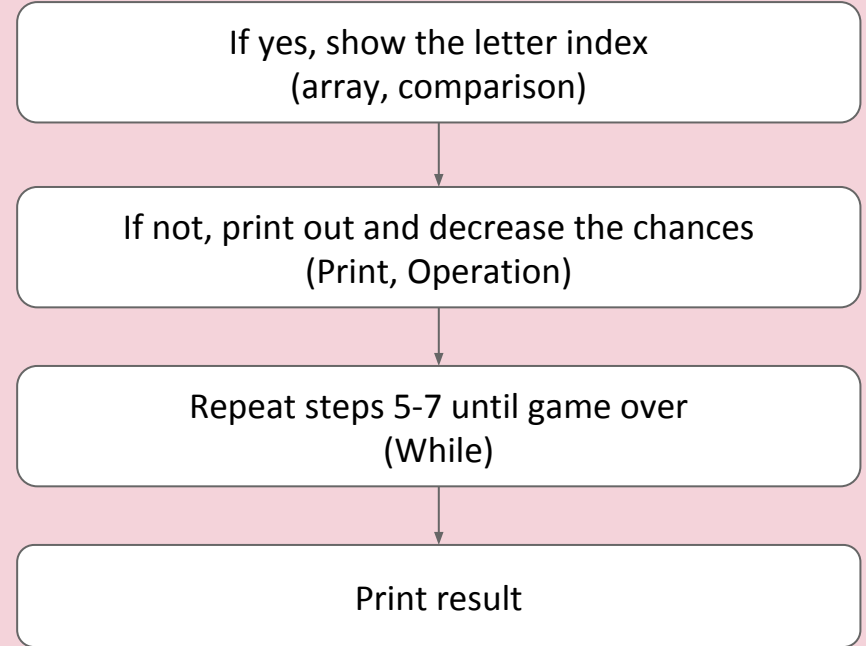 If yes, show the letter index
(array, comparison)
If not, print out and decrease the chances
(Print, Operation)
Repeat steps 5-7 until game over
(While)
Print result